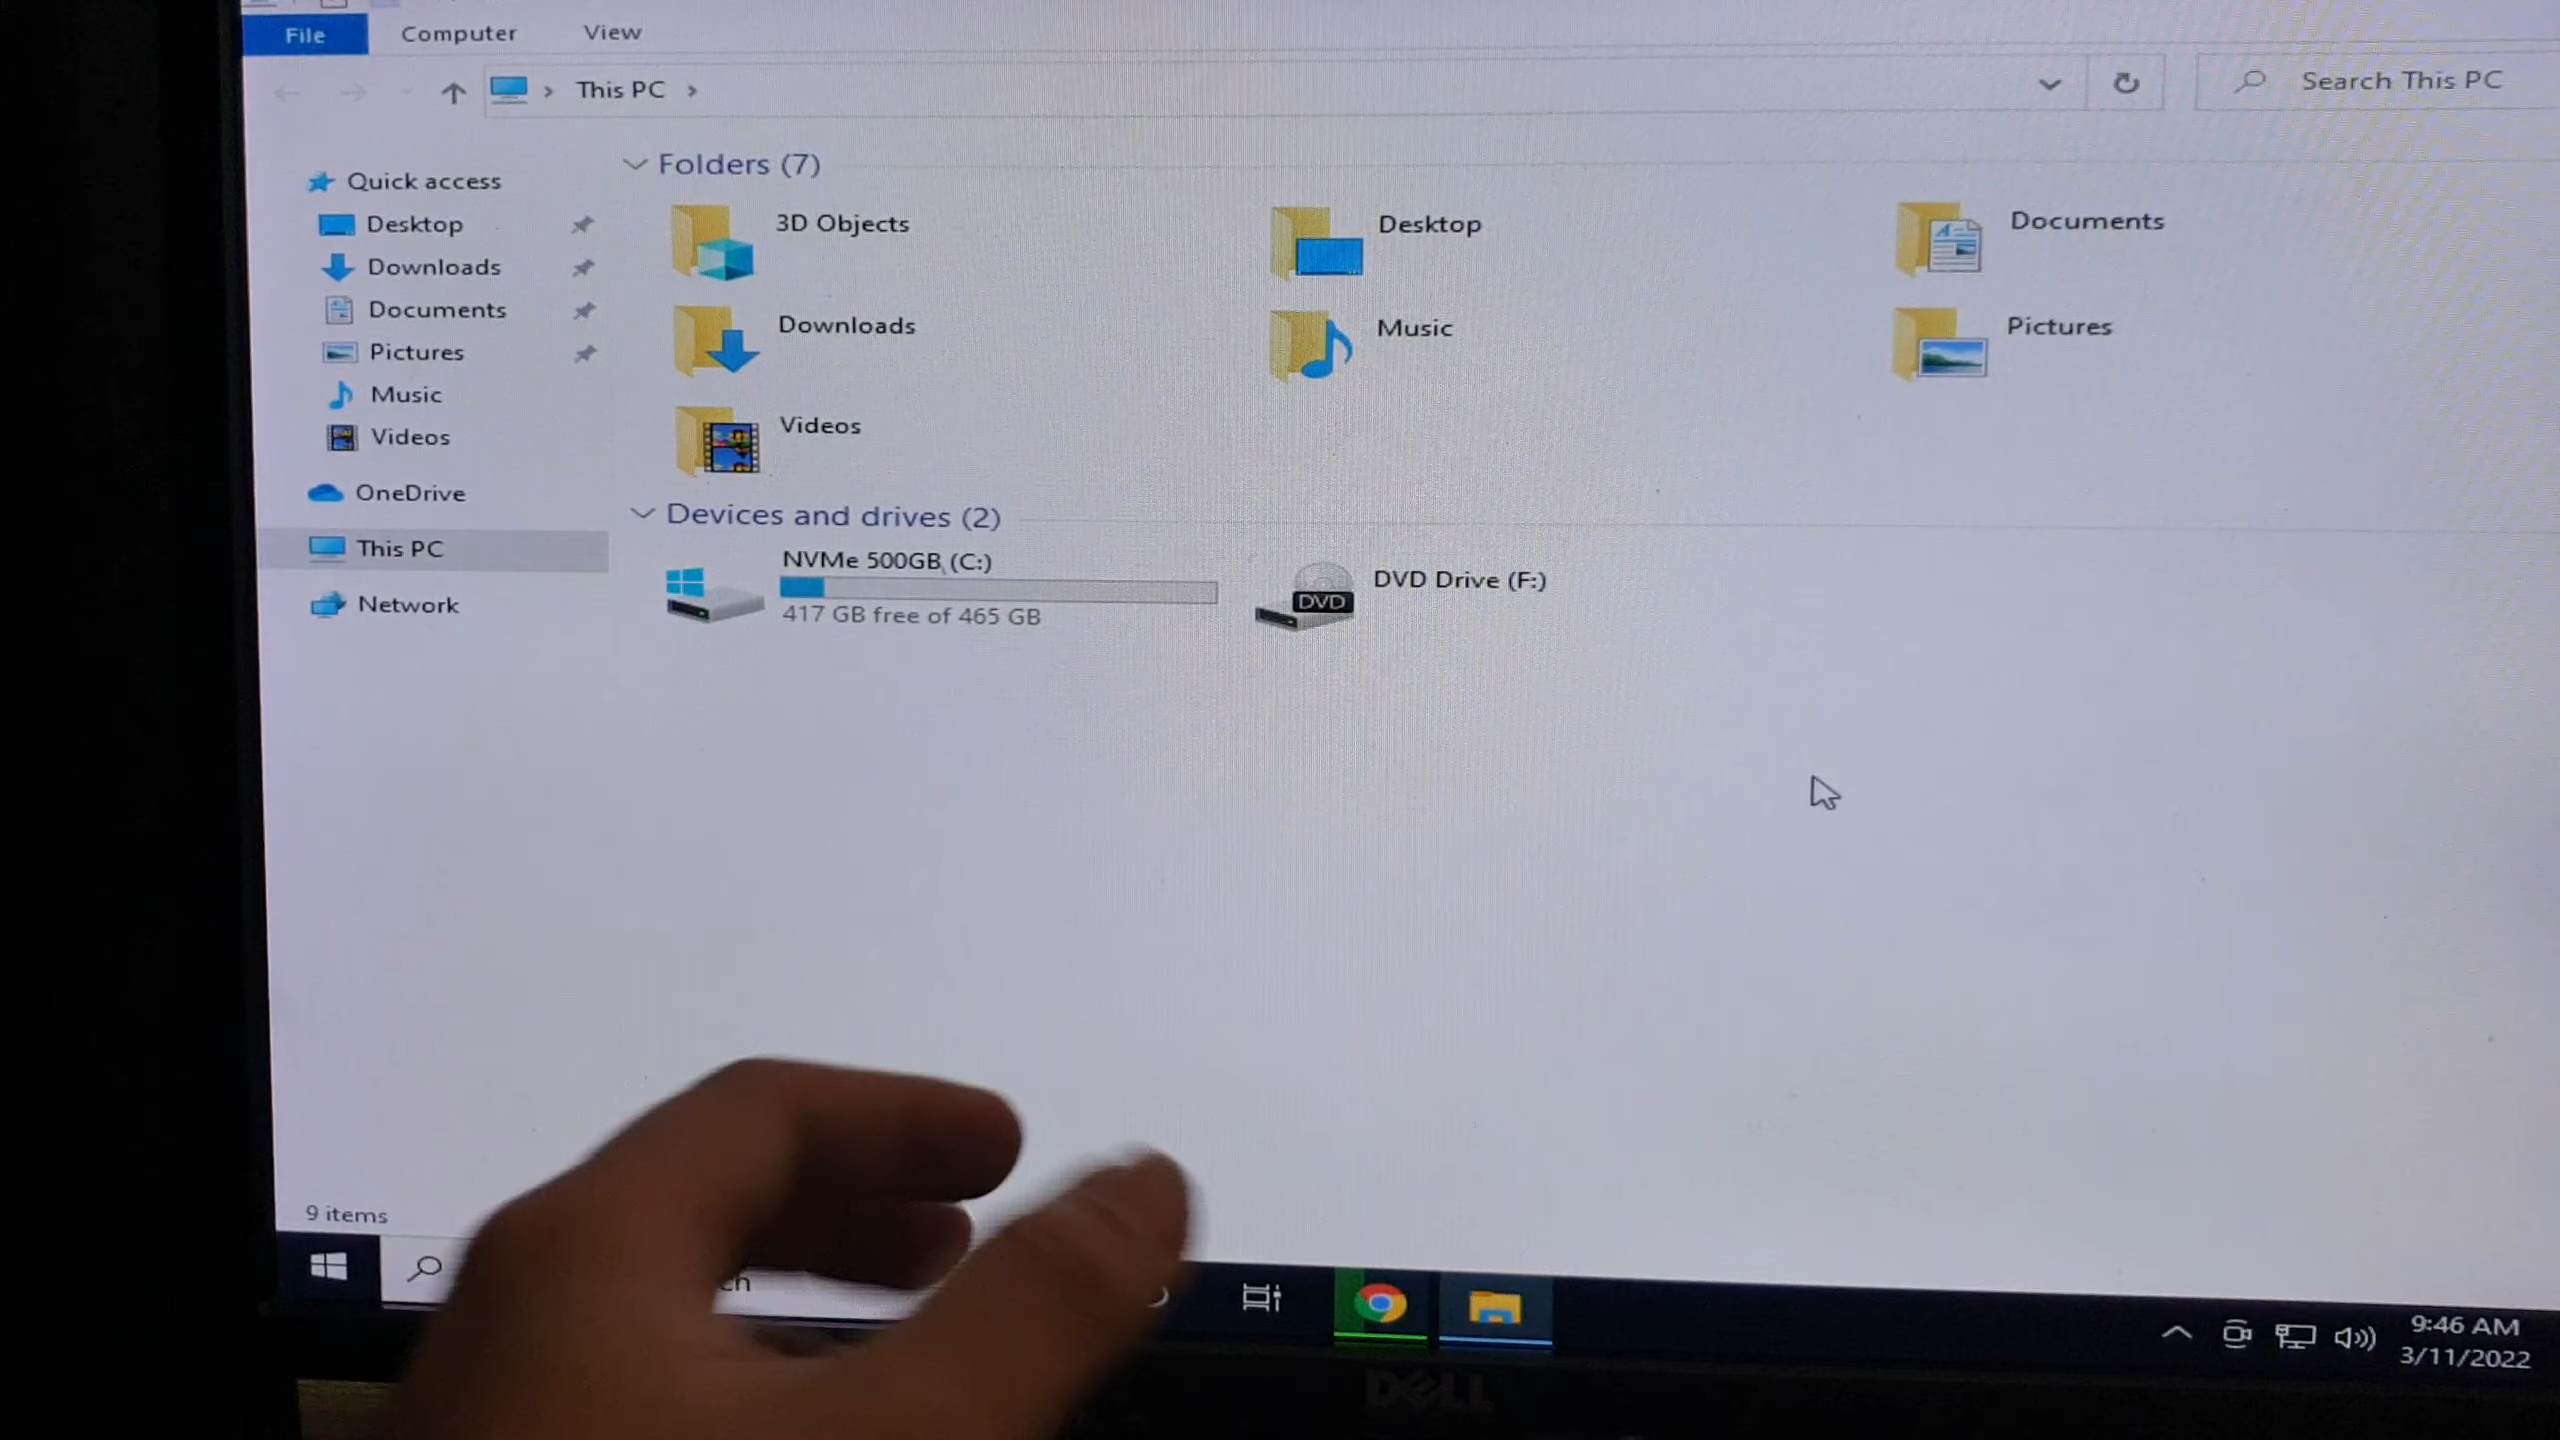 File Computer View
This PC
Search This PC
Quick access
Desktop
Downloads
Documents
Pictures
Music
Videos
OneDrive
This PC
Network
Folders (7)
3D Objects
Desktop
Documents
Downloads
Music
Pictures
Videos
Devices and drives (2)
NVMe 500GB (C:)
417 GB free of 465 GB
DVD
DVD Drive (F:)
9 items
9:46 AM
3/11/2022
DELL